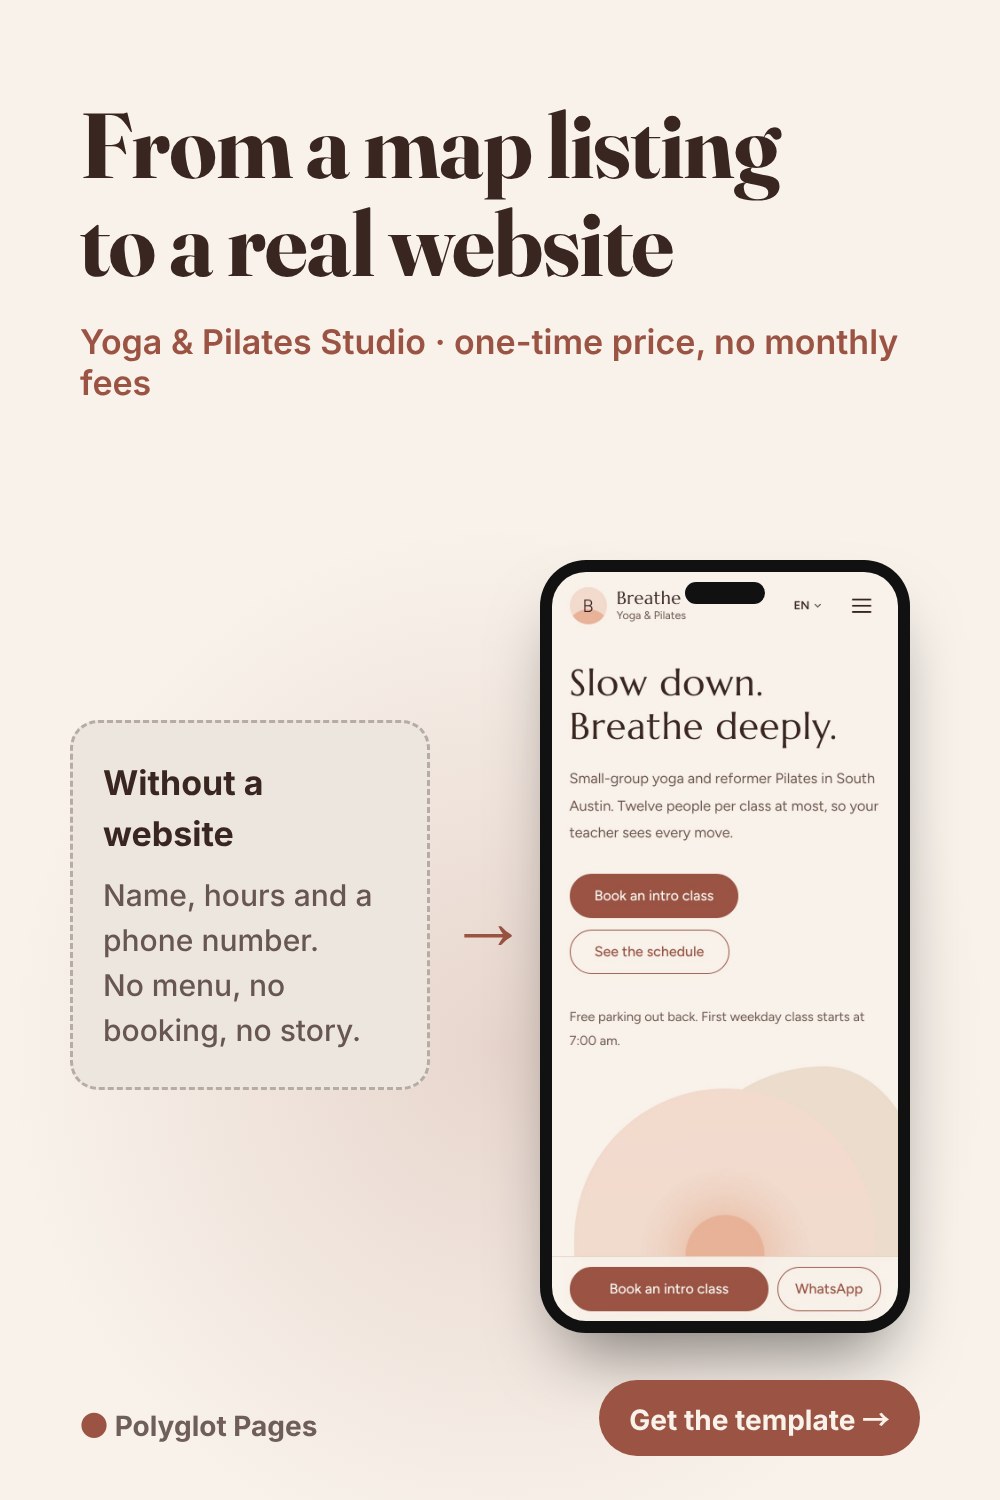 From a map listing
to a real website
Yoga & Pilates Studio · one-time price, no monthly
fees
Without a
website
Name, hours and a
phone number.
No menu, no
booking, no story.
→
B
Breathe
Yoga & Pilates
EN
Slow down.
Breathe deeply.
Small-group yoga and reformer Pilates in South
Austin. Twelve people per class at most, so your
teacher sees every move.
Book an intro class
See the schedule
Free parking out back. First weekday class starts at
7:00 am.
Book an intro class
WhatsApp
Polyglot Pages
Get the template →